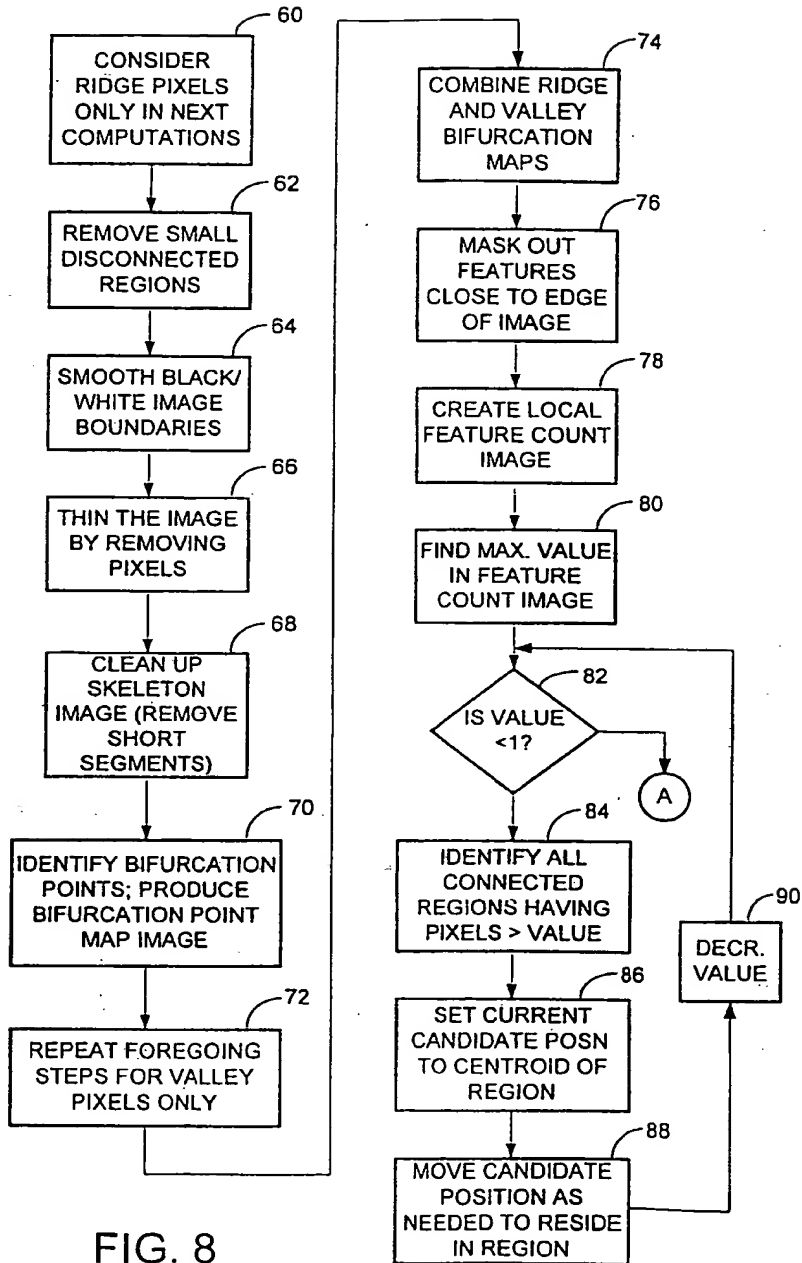 60
CONSIDER
RIDGE PIXELS
ONLY IN NEXT
COMPUTATIONS
62
REMOVE SMALL
DISCONNECTED
REGIONS
64
SMOOTH BLACK/
WHITE IMAGE
BOUNDARIES
66
THIN THE IMAGE
BY REMOVING
PIXELS
68
CLEAN UP
SKELETON
IMAGE (REMOVE
SHORT
SEGMENTS)
70
IDENTIFY BIFURCATION
POINTS; PRODUCE
BIFURCATION POINT
MAP IMAGE
72
REPEAT FOREGOING
STEPS FOR VALLEY
PIXELS ONLY
74
COMBINE RIDGE
AND VALLEY
BIFURCATION
MAPS
76
MASK OUT
FEATURES
CLOSE TO EDGE
OF IMAGE
78
CREATE LOCAL
FEATURE COUNT
IMAGE
80
FIND MAX. VALUE
IN FEATURE
COUNT IMAGE
82
IS VALUE
<1?
A
84
IDENTIFY ALL
CONNECTED
REGIONS HAVING
PIXELS > VALUE
86
SET CURRENT
CANDIDATE POSN
TO CENTROID OF
REGION
88
MOVE CANDIDATE
POSITION AS
NEEDED TO RESIDE
IN REGION
90
DECR.
VALUE
FIG. 8